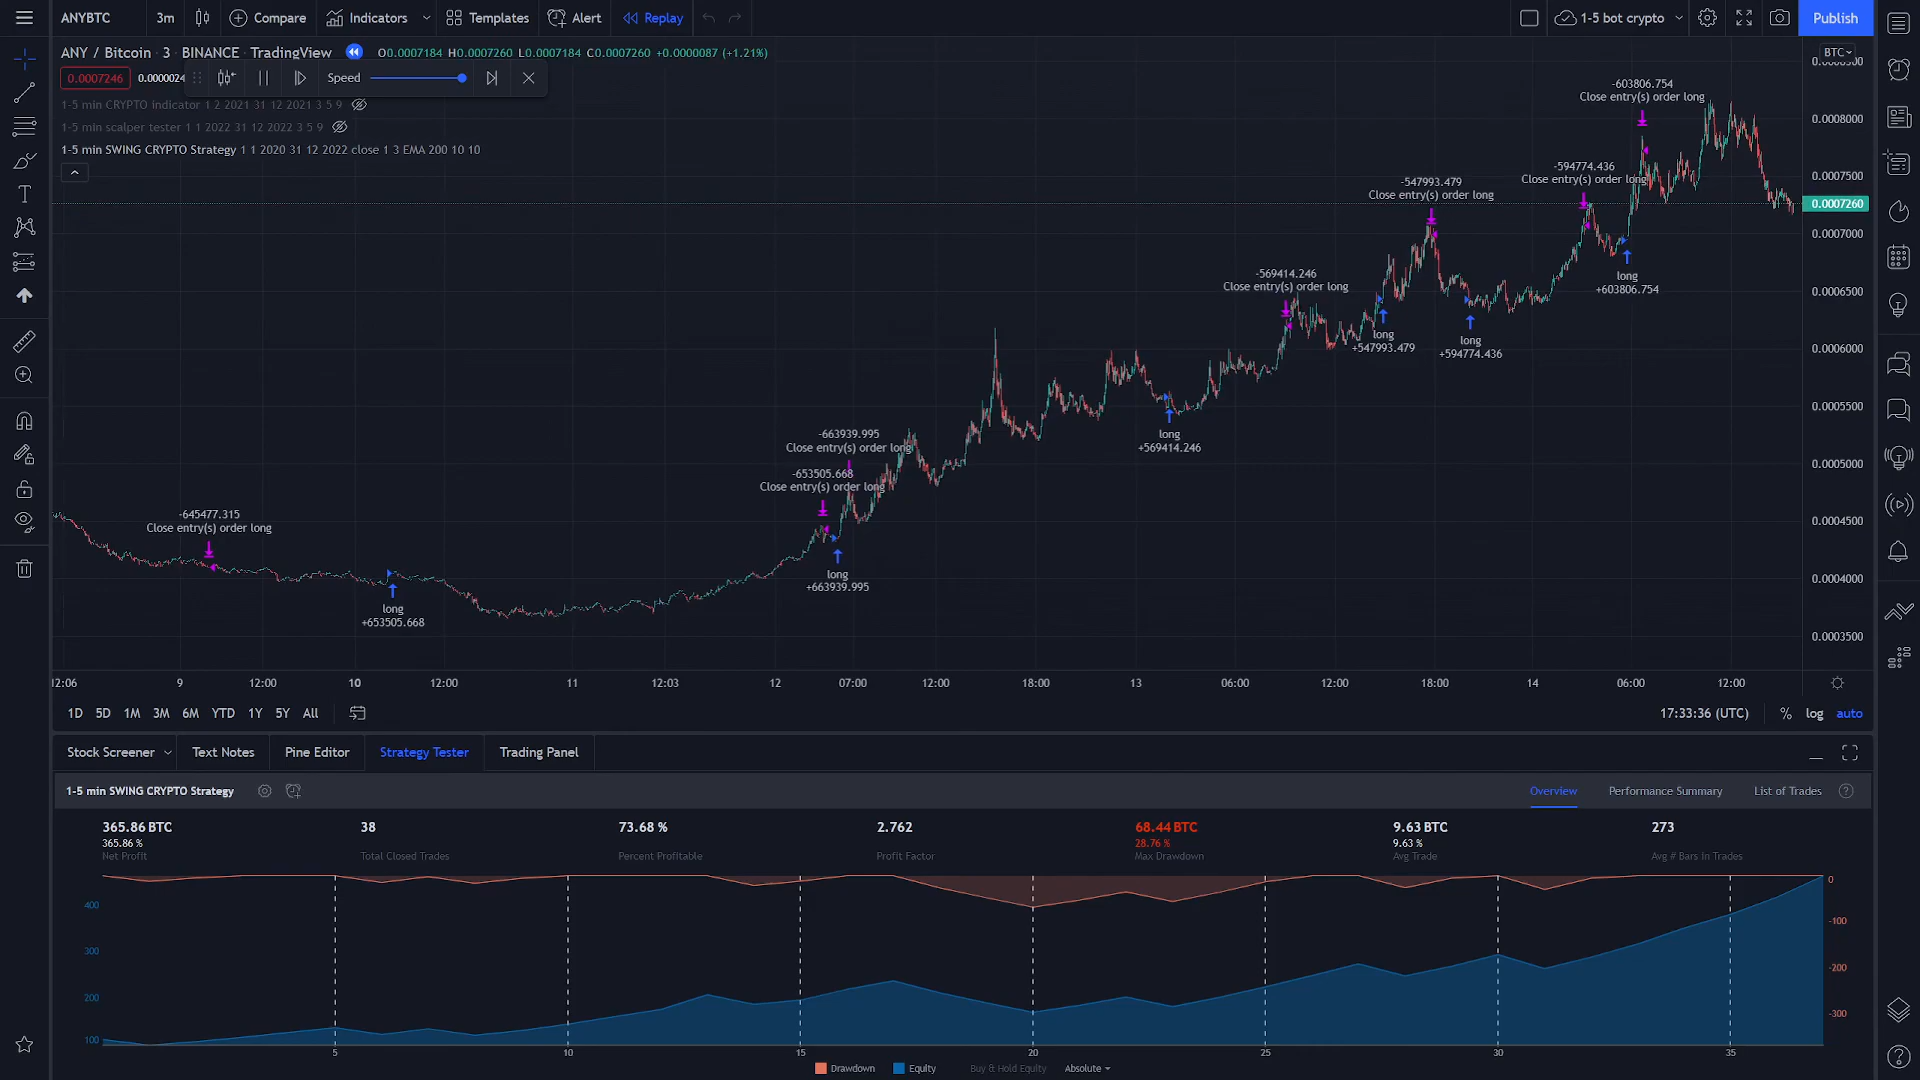 ANYBTC 3m Compare Indicators Templates Alert Replay 1-5 bot crypto Publish
ANY / Bitcoin · 3 · BINANCE · TradingView O0.0007184 H0.0007260 L0.0007184 C0.0007260 +0.0000087 (+1.21%) BTC
0.0007246 0.0000024 Speed
1-5 min CRYPTO Indicator 1 2 2021 31 12 2021 3 5 9
1-5 min scalper tester 1 1 2022 31 12 2022 3 5 9
1-5 min SWING CRYPTO Strategy 1 1 2020 31 12 2022 close 1 3 EMA 200 10 10
-603806.754
Close entry(s) order long
-594774.436
Close entry(s) order long
-547993.479
Close entry(s) order long
-569414.246
Close entry(s) order long
long
+603806.754
long
+547993.479
long
+594774.436
long
+569414.246
-663939.995
Close entry(s) order long
-653505.668
Close entry(s) order long
-645477.315
Close entry(s) order long
long
+663939.995
long
+653505.668
0.0008000
0.0007500
0.0007260
0.0007000
0.0006500
0.0006000
0.0005500
0.0005000
0.0004500
0.0004000
0.0003500
12:06 9 12:00 10 12:00 11 12:03 12 07:00 12:00 18:00 13 06:00 12:00 18:00 14 06:00 12:00
1D 5D 1M 3M 6M YTD 1Y 5Y All 17:33:36 (UTC) % log auto
Stock Screener Text Notes Pine Editor Strategy Tester Trading Panel
1-5 min SWING CRYPTO Strategy Overview Performance Summary List of Trades
365.86 BTC 38 73.68 % 2.762 68.44 BTC 9.63 BTC 273
365.86 % 28.76 % 9.63 %
Net Profit Total Closed Trades Percent Profitable Profit Factor Max Drawdown Avg Trade Avg # Bars In Trades
400
300
200
100
0
-100
-200
-300
5 10 15 20 25 30 35
Drawdown Equity Buy & Hold Equity Absolute